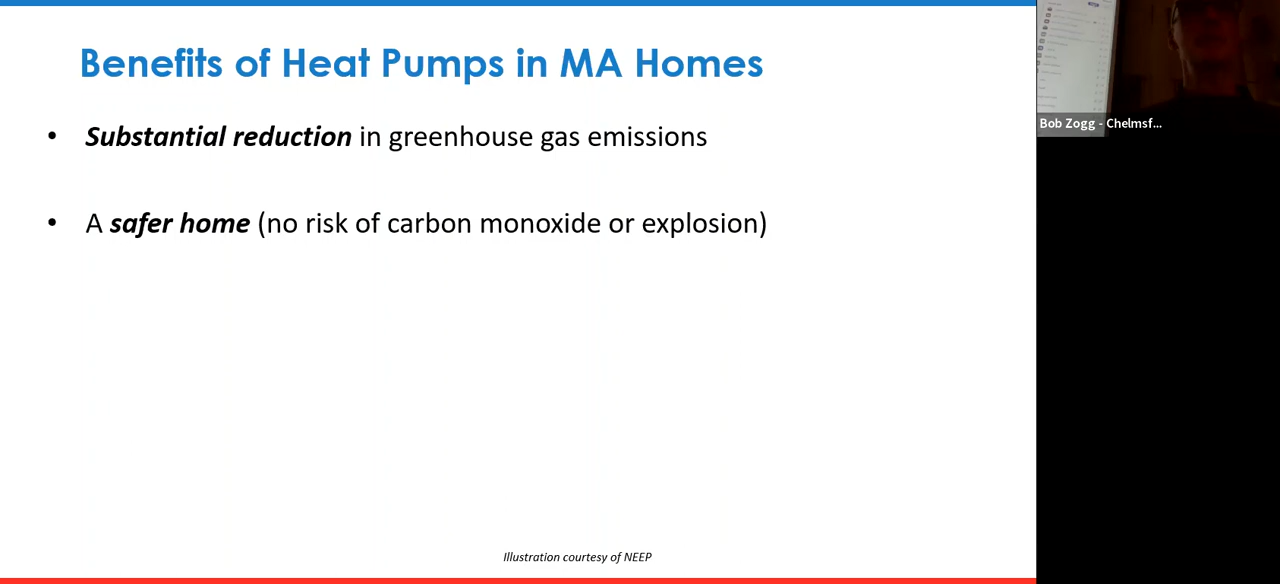 Benefits of Heat Pumps in MA Homes
• Substantial reduction in greenhouse gas emissions
• A safer home (no risk of carbon monoxide or explosion)
Illustration courtesy of NEEP
Bob Zogg - Chelmsf...